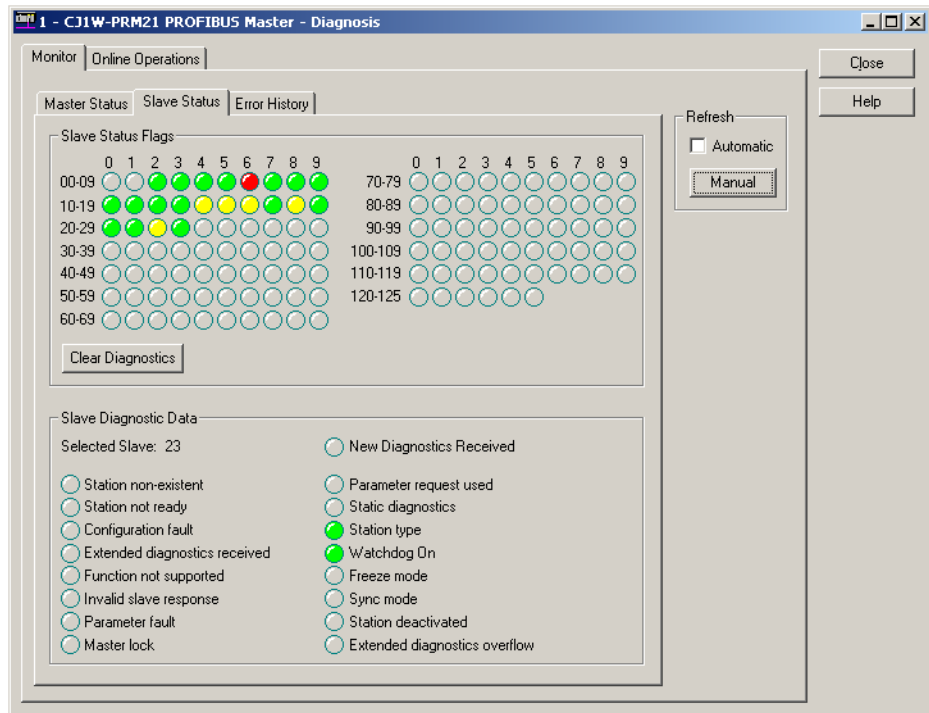 1 - CJ1W-PRM21 PROFIBUS Master - Diagnosis
Monitor Online Operations
Close
Help
Master Status Slave Status Error History
Refresh
Automatic
Manual
Slave Status Flags
0 1 2 3 4 5 6 7 8 9
00-09
10-19
20-29
30-39
40-49
50-59
60-69
0 1 2 3 4 5 6 7 8 9
70-79
80-89
90-99
100-109
110-119
120-125
Clear Diagnostics
Slave Diagnostic Data
Selected Slave: 23
New Diagnostics Received
Station non-existent
Station not ready
Configuration fault
Extended diagnostics received
Function not supported
Invalid slave response
Parameter fault
Master lock
Parameter request used
Static diagnostics
Station type
Watchdog On
Freeze mode
Sync mode
Station deactivated
Extended diagnostics overflow